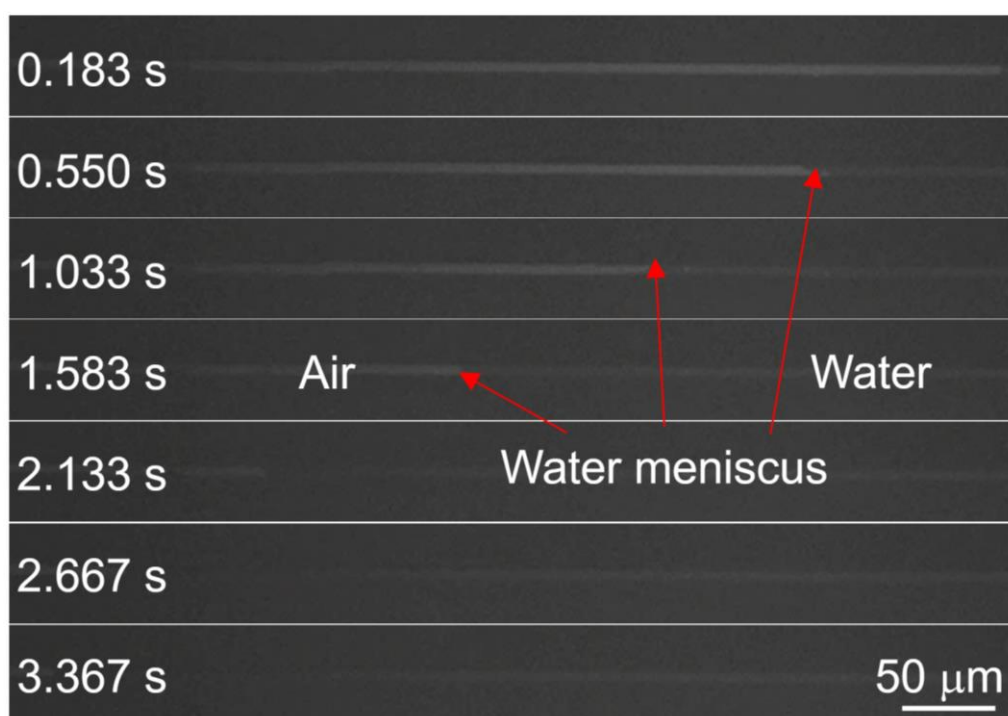 0.183 s
0.550 s
1.033 s
1.583 s
Air
Water
2.133 s
Water meniscus
2.667 s
3.367 s
50 μm